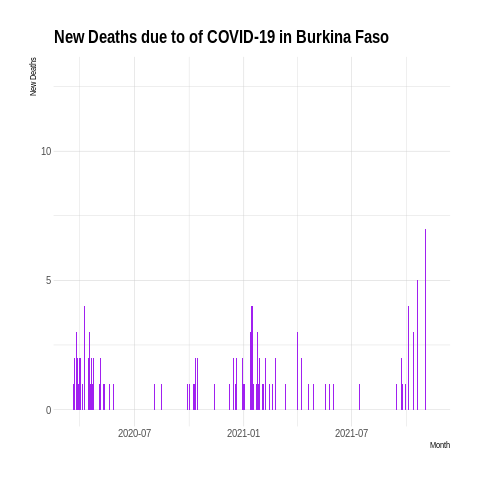 New Deaths due to of COVID-19 in Burkina Faso
New Deaths
10
5
0
2020-07
2021-01
2021-07
Month